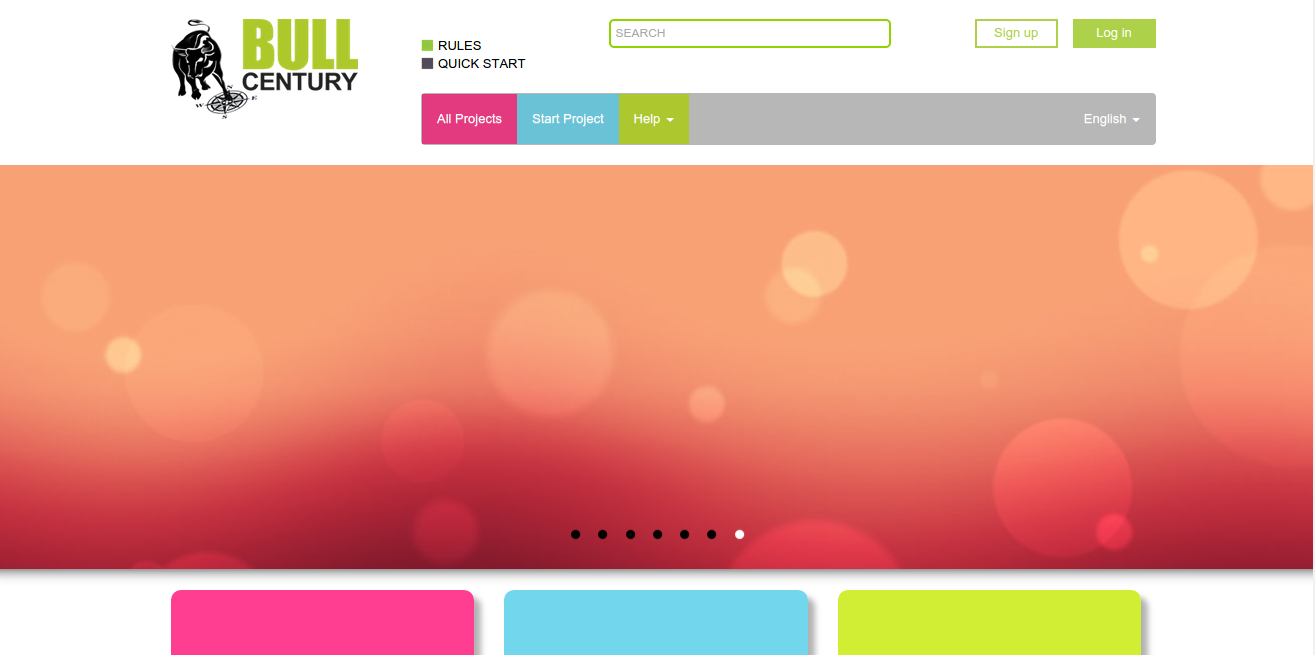 BULL
CENTURY
N
W
E
S
RULES
QUICK START
SEARCH
Sign up
Log in
All Projects
Start Project
Help
English